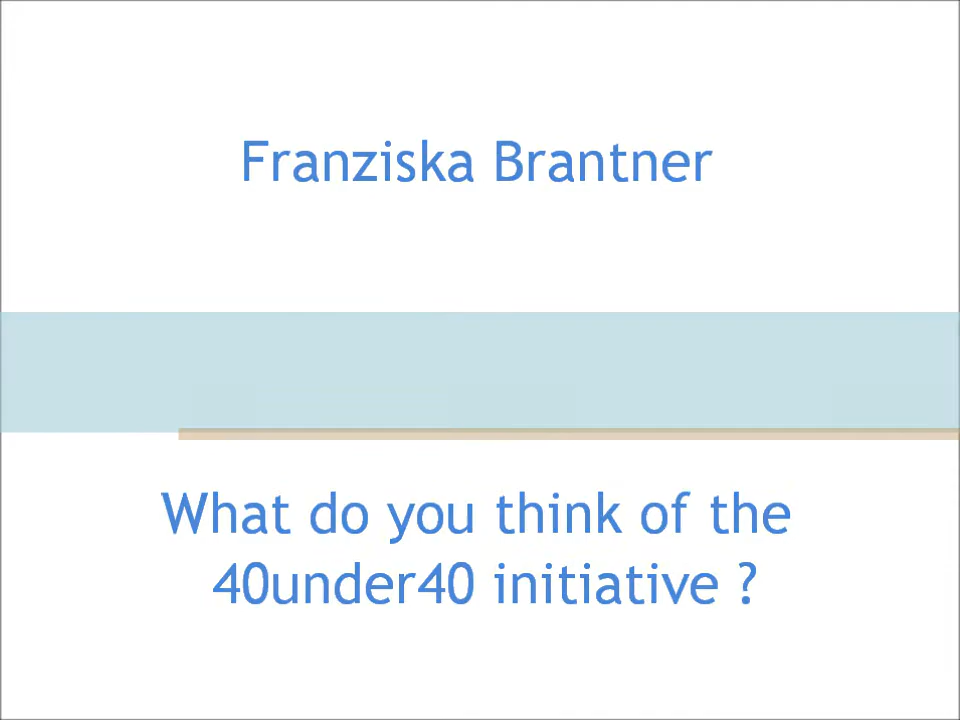 Franziska Brantner
What do you think of the
40under40 initiative ?